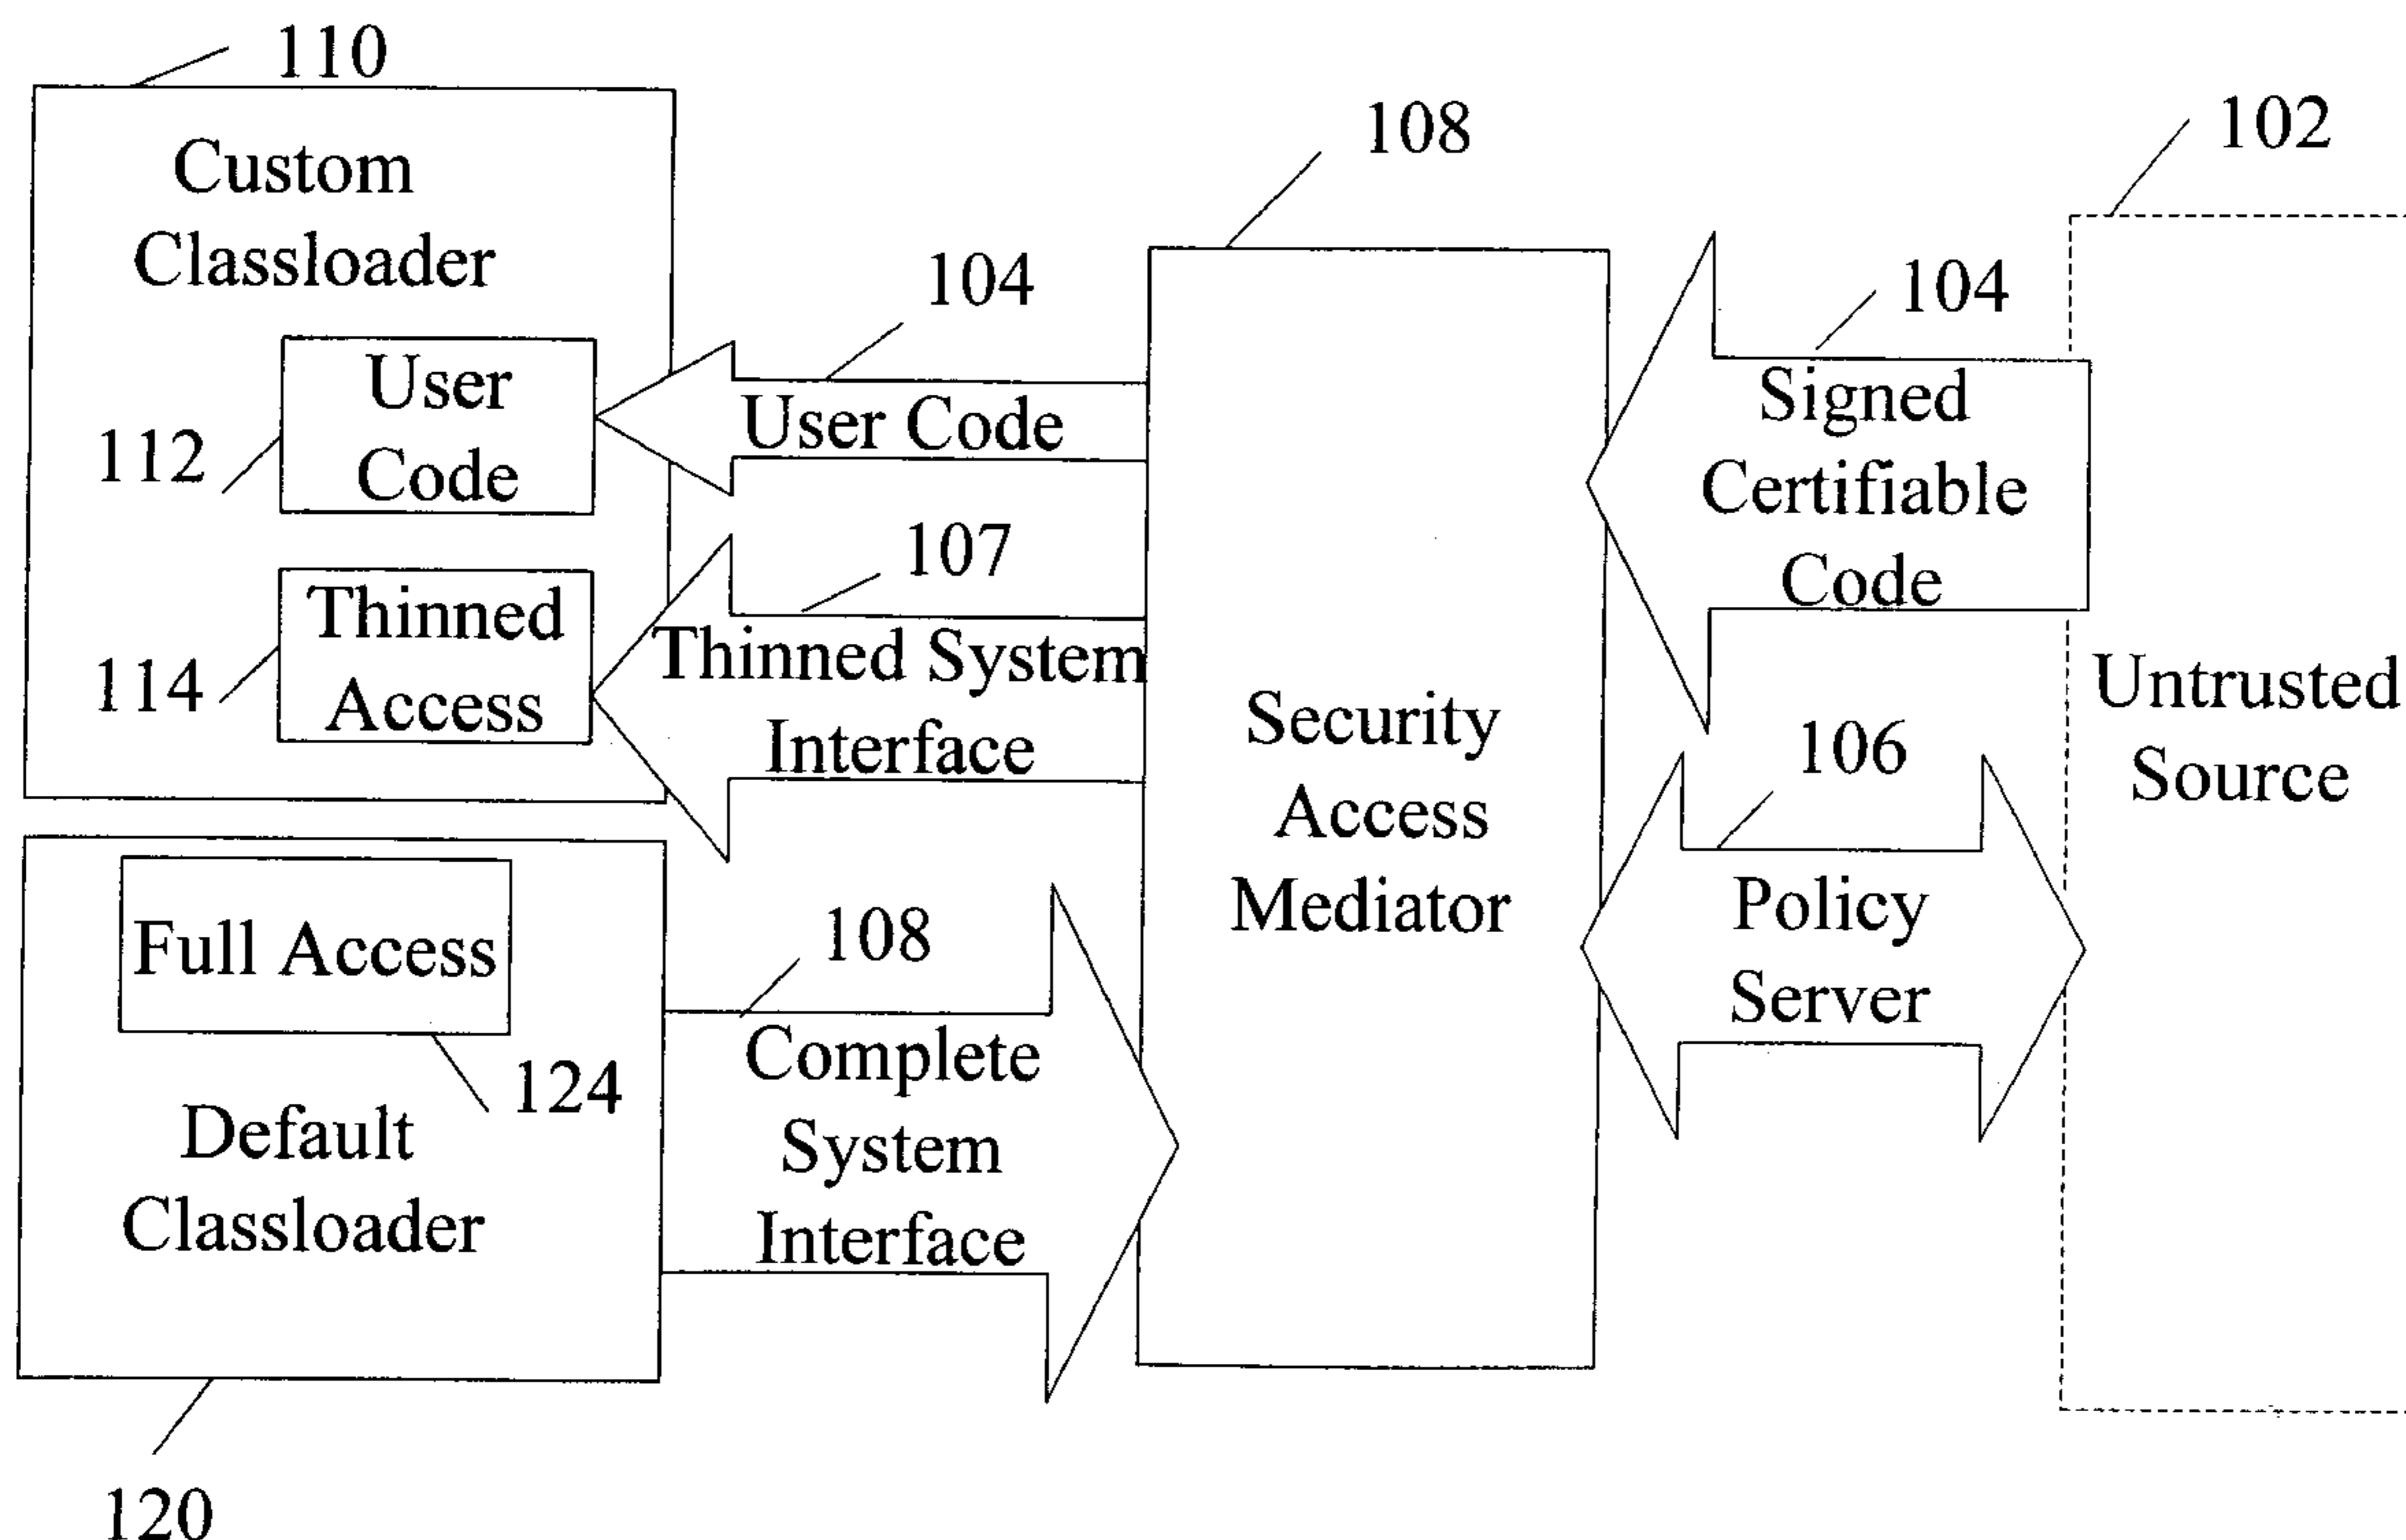 110
Custom
Classloader
User
Code
112
Thinned
Access
114
104
User Code
107
Thinned System
Interface
Full Access
124
Default
Classloader
120
108
Complete
System
Interface
108
Security
Access
Mediator
104
Signed
Certifiable
Code
106
Policy
Server
102
Untrusted
Source